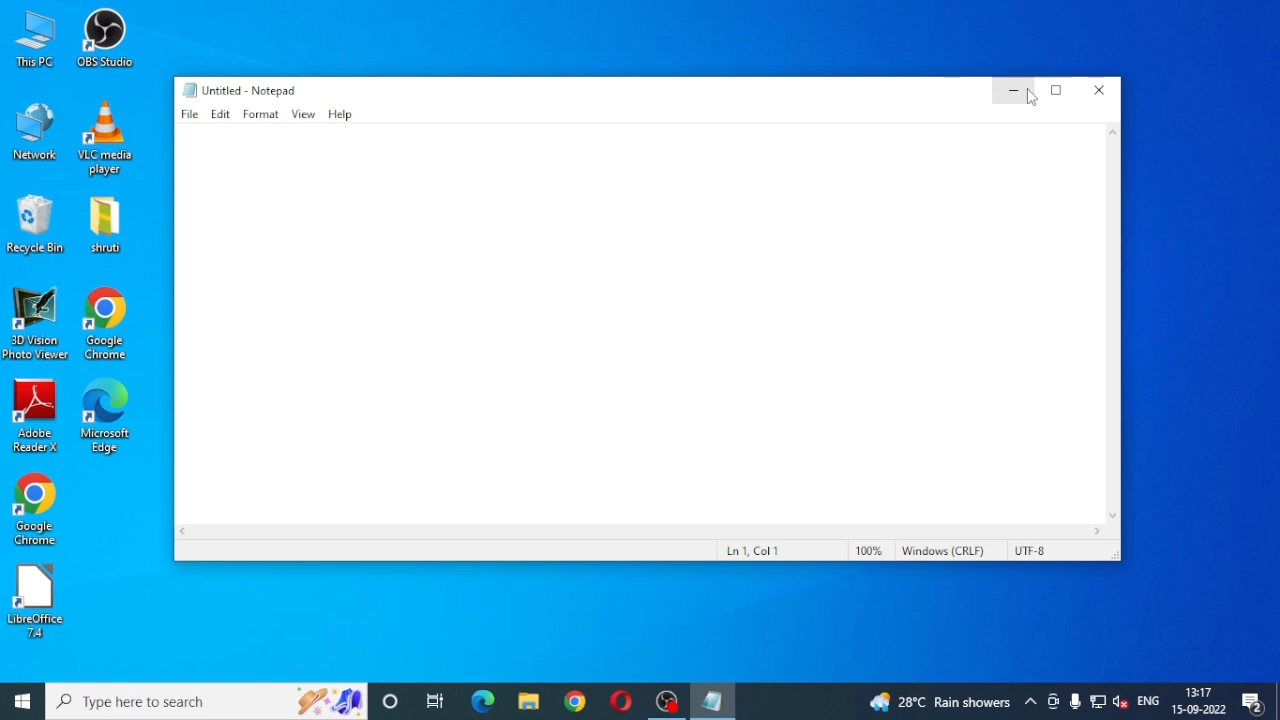 This PC
OBS Studio
Network
VLC media
player
Recycle Bin
shruti
3D Vision
Photo Viewer
Google
Chrome
Adobe
Reader X
Microsoft
Edge
Google
Chrome
LibreOffice
7.4
Untitled - Notepad
File Edit Format View Help
Ln 1, Col 1 100% Windows (CRLF) UTF-8
Type here to search
28°C Rain showers
ENG
13:17
15-09-2022
2